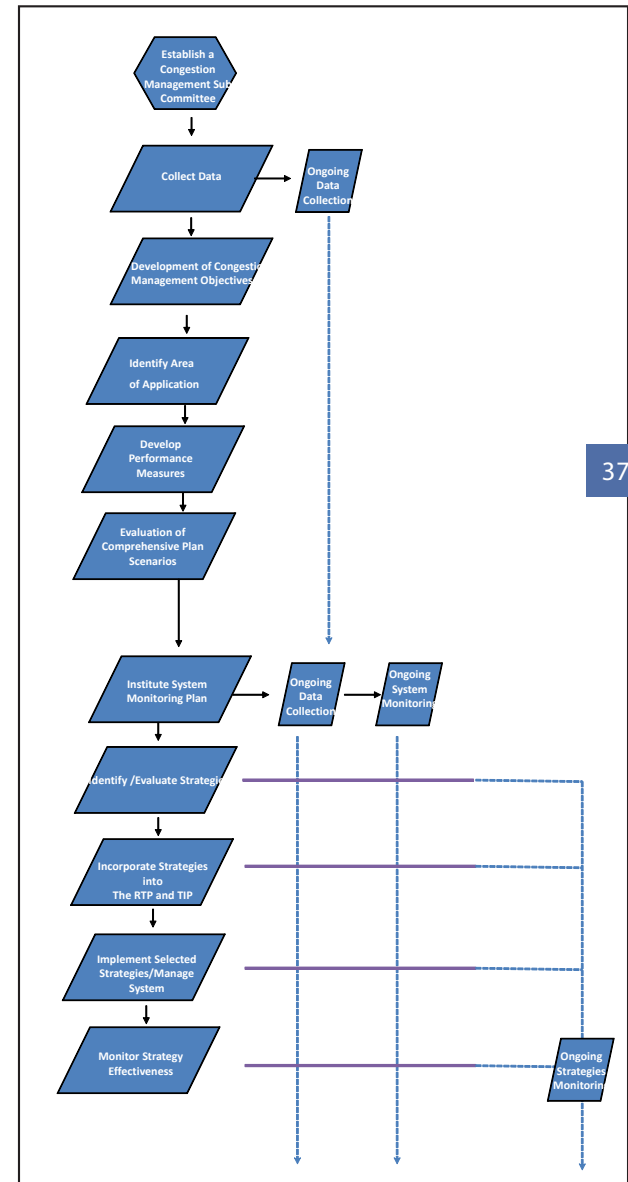 Establish a
Congestion
Management Sub
Committee
Collect Data
Ongoing
Data
Collection
Development of Congestio
Management Objectives
Identify Area
of Application
Develop
Performance
Measures
37
Evaluation of
Comprehensive Plan
Scenarios
Institute System
Monitoring Plan
Ongoing
Data
Collection
Ongoing
System
Monitoring
Identify /Evaluate Strategie
Incorporate Strategies
into
The RTP and TIP
Implement Selected
Strategies/Manage
System
Monitor Strategy
Effectiveness
Ongoing
Strategies
Monitorin